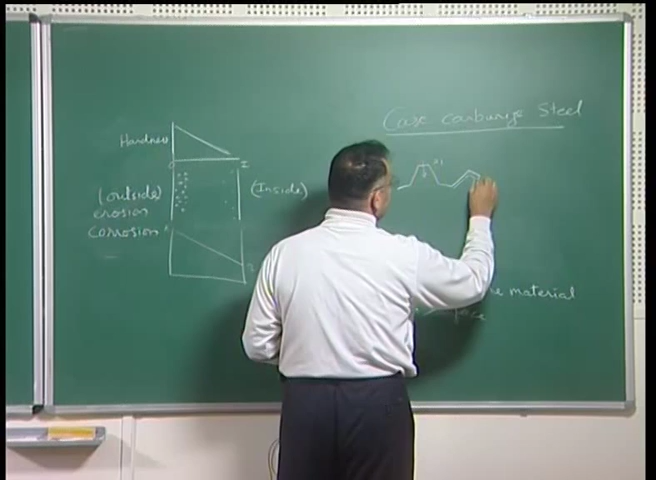 Case carburize Steel
Hardness
(outside)
erosion
corrosion
(Inside)
material